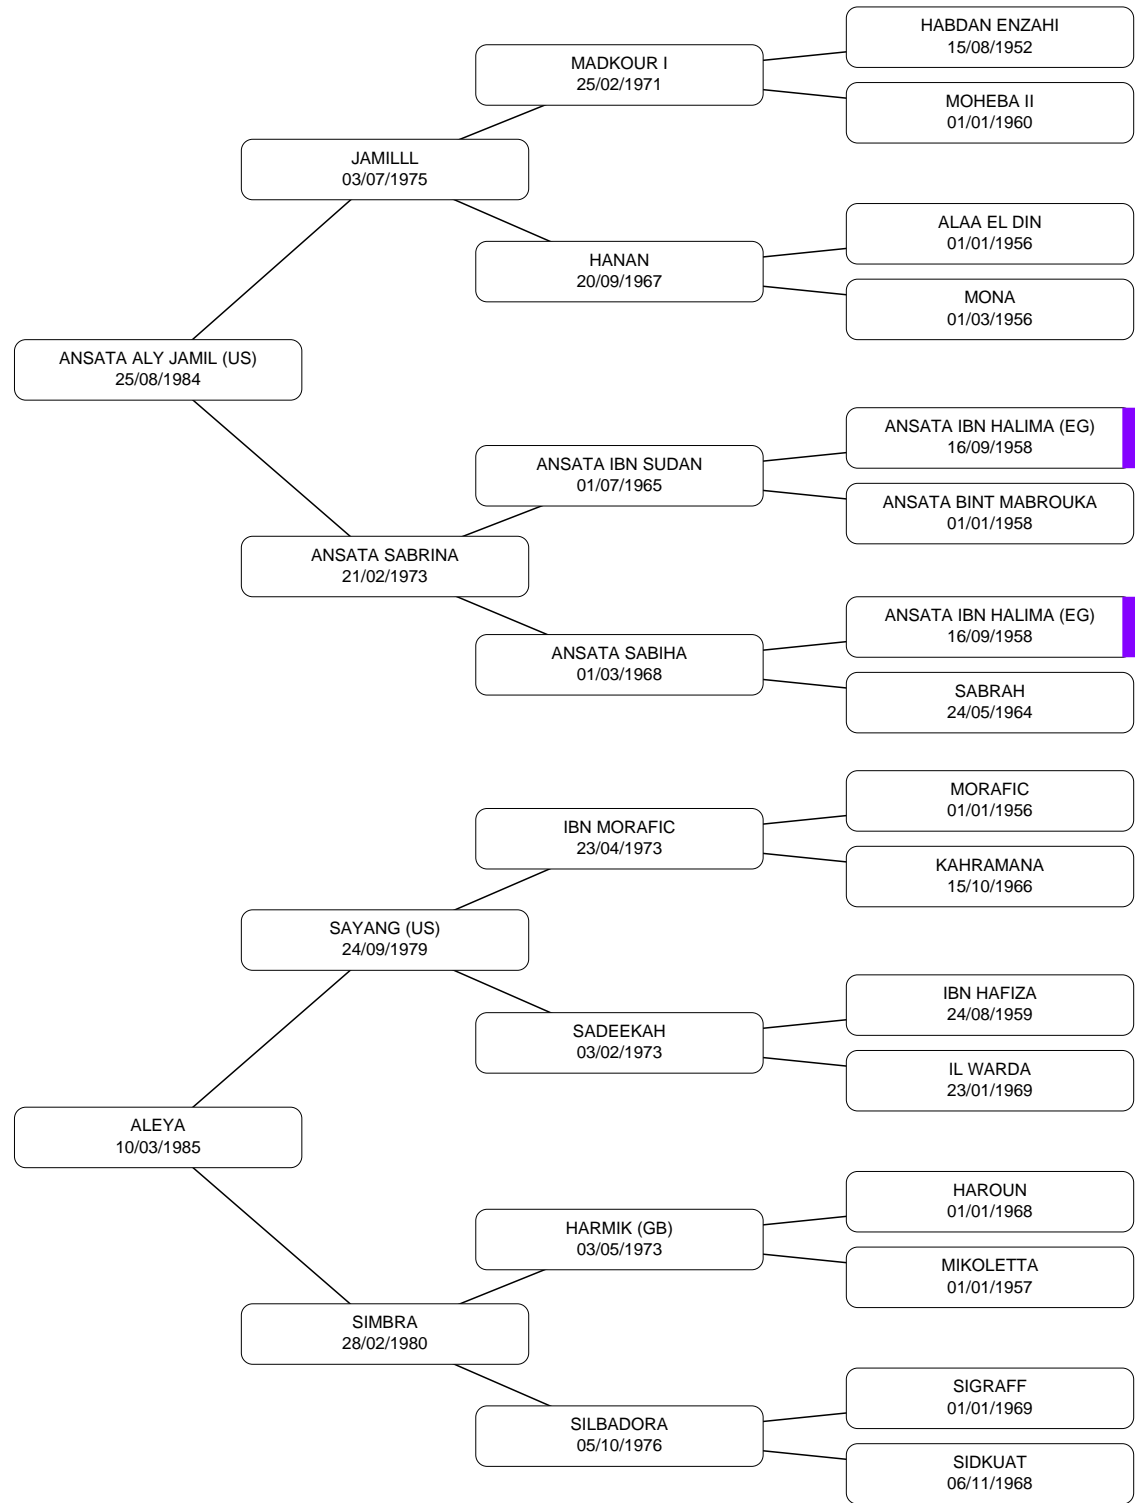 HABDAN ENZAHI
15/08/1952
MADKOUR I
25/02/1971
MOHEBA II
01/01/1960
JAMILLL
03/07/1975
ALAA EL DIN
01/01/1956
HANAN
20/09/1967
MONA
01/03/1956
ANSATA ALY JAMIL (US)
25/08/1984
ANSATA IBN HALIMA (EG)
16/09/1958
ANSATA IBN SUDAN
01/07/1965
ANSATA BINT MABROUKA
01/01/1958
ANSATA SABRINA
21/02/1973
ANSATA IBN HALIMA (EG)
16/09/1958
ANSATA SABIHA
01/03/1968
SABRAH
24/05/1964
MORAFIC
01/01/1956
IBN MORAFIC
23/04/1973
KAHRAMANA
15/10/1966
SAYANG (US)
24/09/1979
IBN HAFIZA
24/08/1959
SADEEKAH
03/02/1973
IL WARDA
23/01/1969
ALEYA
10/03/1985
HAROUN
01/01/1968
HARMIK (GB)
03/05/1973
MIKOLETTA
01/01/1957
SIMBRA
28/02/1980
SIGRAFF
01/01/1969
SILBADORA
05/10/1976
SIDKUAT
06/11/1968